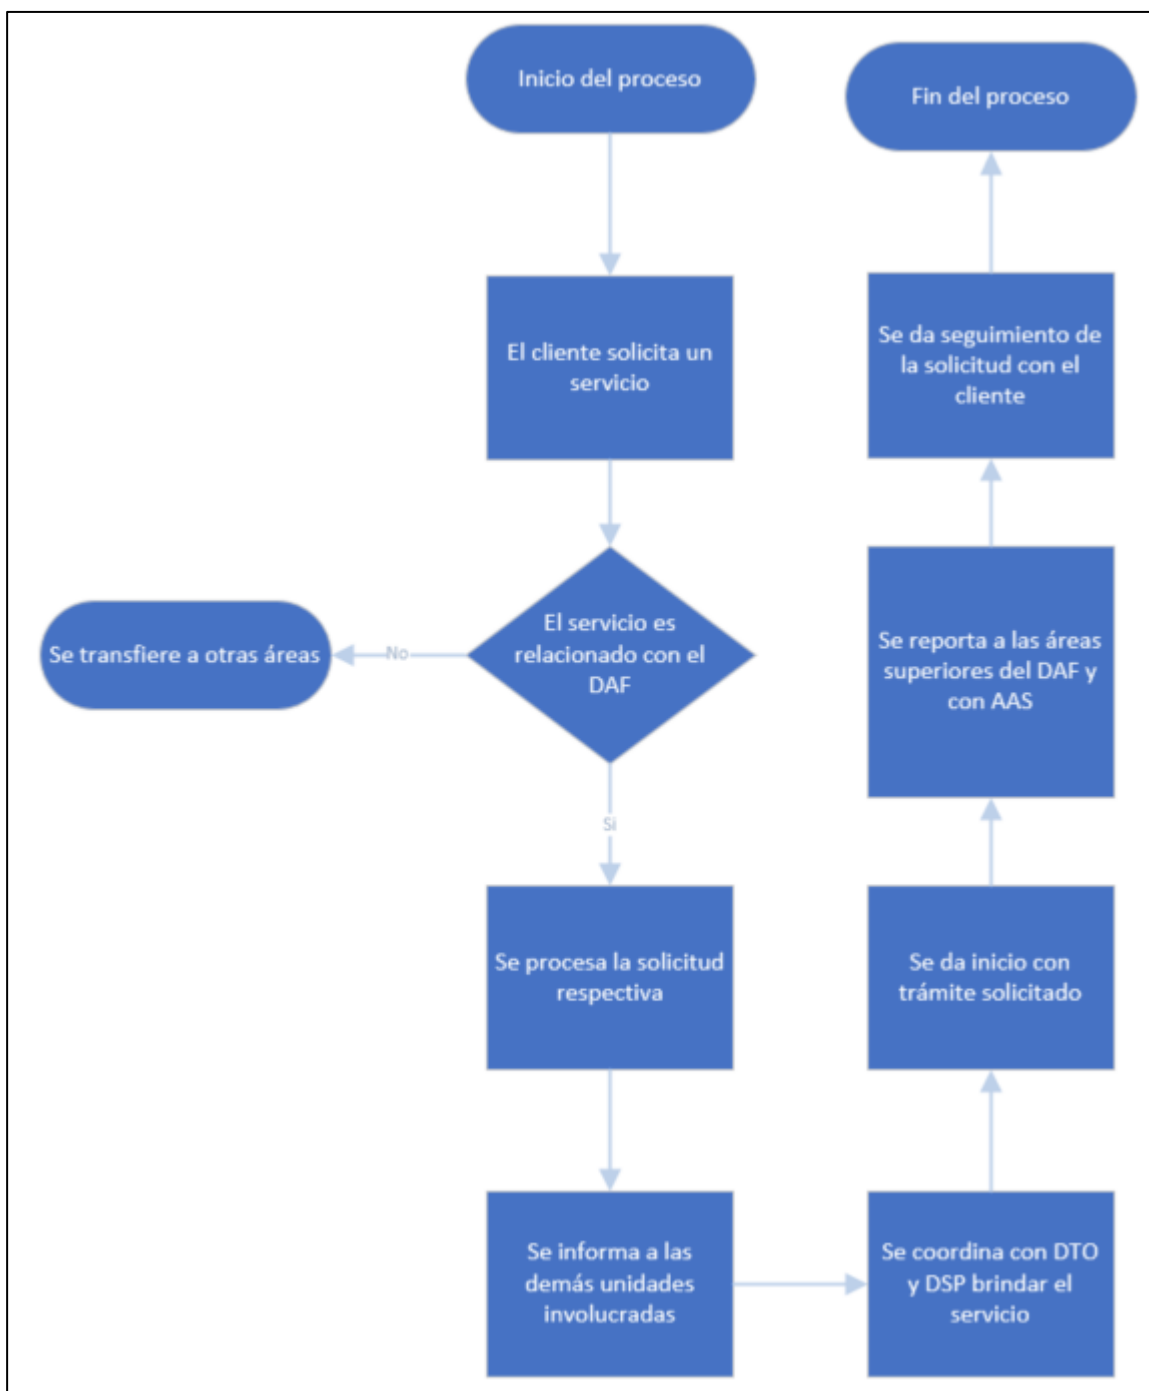 Inicio del proceso
El cliente solicita un
servicio
El servicio es
relacionado con el
DAF
No
Se transfiere a otras áreas
Si
Se procesa la solicitud
respectiva
Se informa a las
demás unidades
involucradas
Se coordina con DTO
y DSP brindar el
servicio
Se da inicio con
trámite solicitado
Se reporta a las áreas
superiores del DAF y
con AAS
Se da seguimiento de
la solicitud con el
cliente
Fin del proceso